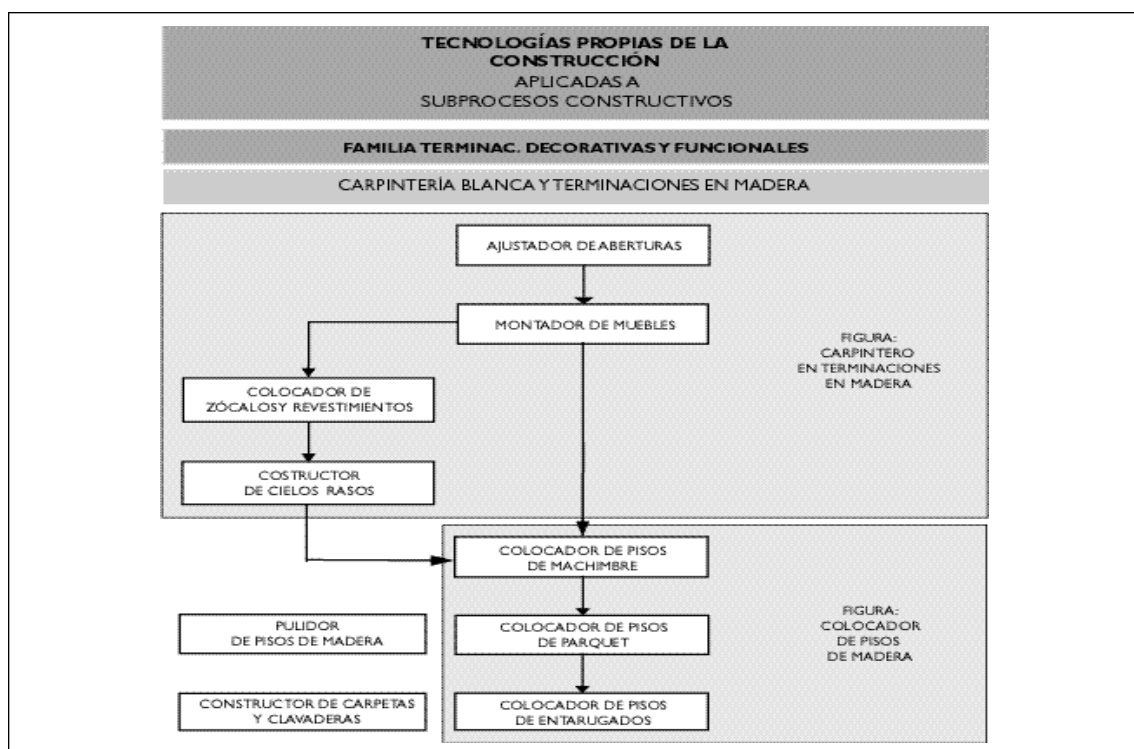 TECNOLOGÍAS PROPIAS DE LA
CONSTRUCCIÓN
APLICADAS A
SUBPROCESOS CONSTRUCTIVOS
FAMILIA TERMINAC. DECORATIVAS Y FUNCIONALES
CARPINTERÍA BLANCA Y TERMINACIONES EN MADERA
AJUSTADOR DE ABERTURAS
MONTADOR DE MUEBLES
FIGURA:
CARPINTERO
EN TERMINACIONES
EN MADERA
COLOCADOR DE
ZÓCALOS Y REVESTIMIENTOS
COSTRUCTOR
DE CIELOS RASOS
COLOCADOR DE PISOS
DE MACHIMBRE
PULIDOR
DE PISOS DE MADERA
COLOCADOR DE PISOS
DE PARQUET
FIGURA:
COLOCADOR
DE PISOS
DE MADERA
CONSTRUCTOR DE CARPETAS
Y CLAVADERAS
COLOCADOR DE PISOS
DE ENTARUGADOS